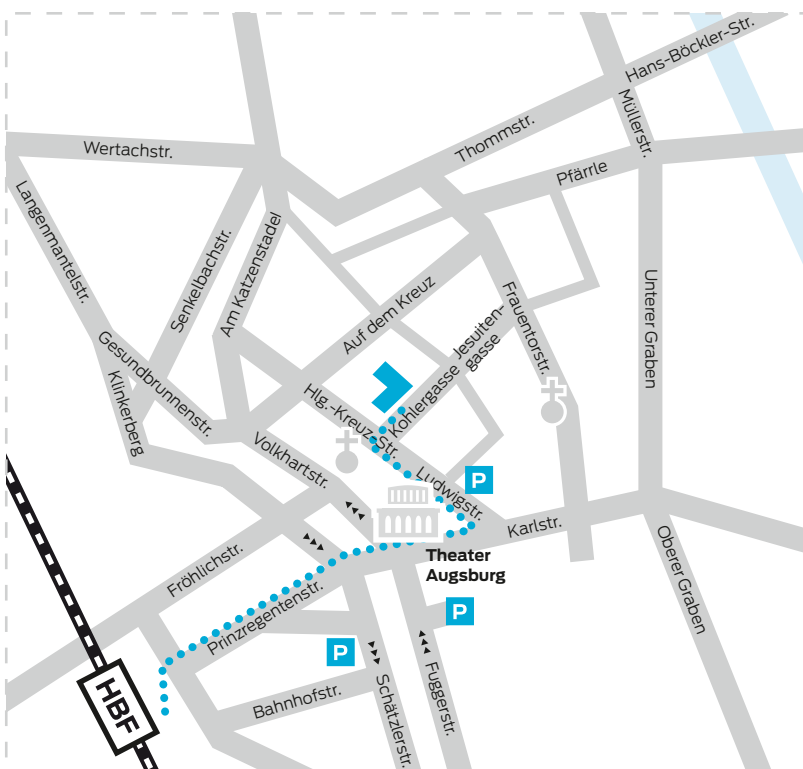 Hans-Böckler-Str.
Müllerstr.
Thommstr.
Wertachstr.
Pfärrle
Langenmantelstr.
Senkelbachstr.
Am Katzenstadel
Unterer Graben
Frauentorstr.
Auf dem Kreuz
Jesuiten-
gasse
Gesundbrunnenstr.
Klinkerberg
Kohlergasse
Hlg.-Kreuz-Str.
Volkhartstr.
Ludwigstr.
P
Karlstr.
Theater
Augsburg
Oberer Graben
Fröhlichstr.
Prinzregentenstr.
P
P
Fuggerstr.
Schätzlerstr.
Bahnhofstr.
HBF